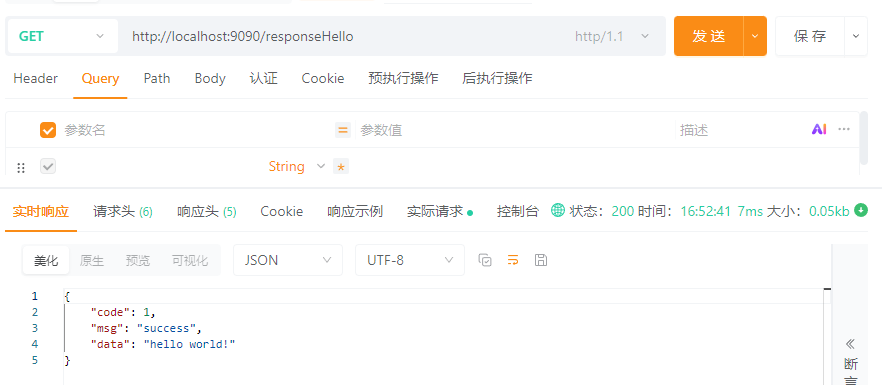 GET http://localhost:9090/responseHello http/1.1 发 送 保 存
Header Query Path Body 认证 Cookie 预执行操作 后执行操作
参数名 = 参数值 描述 AI ···
String *
实时响应 请求头 (6) 响应头 (5) Cookie 响应示例 实际请求 控制台 状态: 200 时间: 16:52:41 7ms 大小: 0.05kb
美化 原生 预览 可视化 JSON UTF-8
1 {
2 "code": 1,
3 "msg": "success",
4 "data": "hello world!"
5 }
断